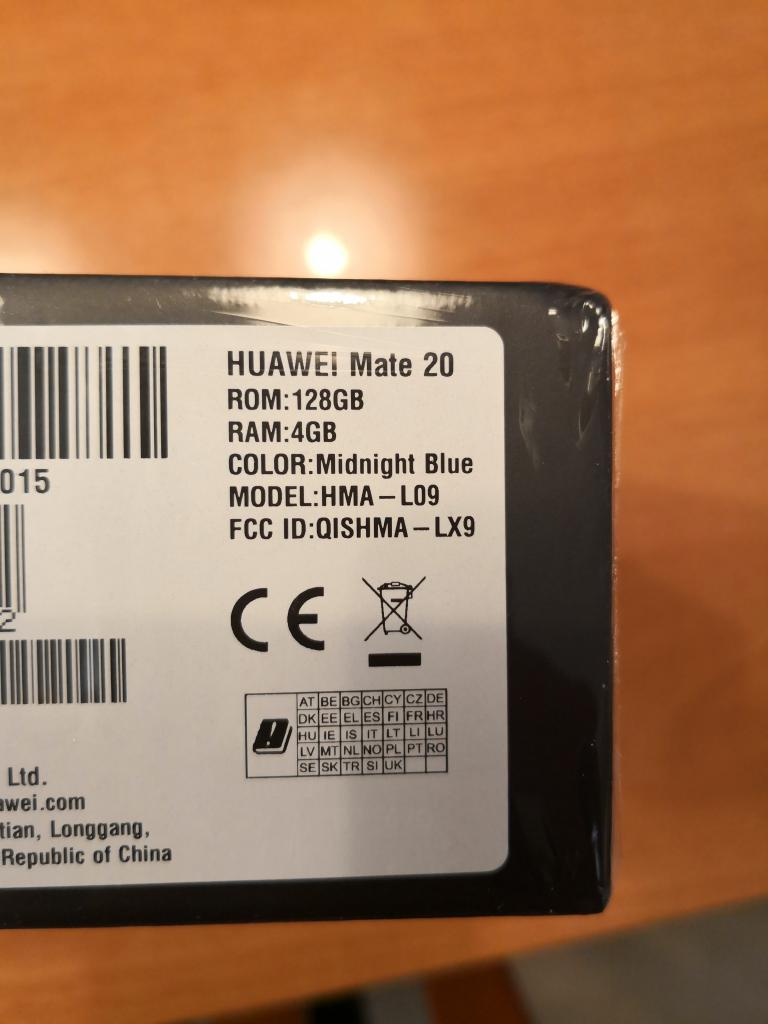 HUAWEI Mate 20
ROM:128GB
RAM:4GB
COLOR:Midnight Blue
MODEL:HMA-L09
FCC ID:QISHMA-LX9
015
2
CE
AT BE BG CH CY CZ DE
DK EE EL ES FI FR HR
HU IE IS IT LT LI LU
LV MT NL NO PL PT RO
SE SK TR SI UK
Ltd.
awei.com
tian, Longgang,
Republic of China